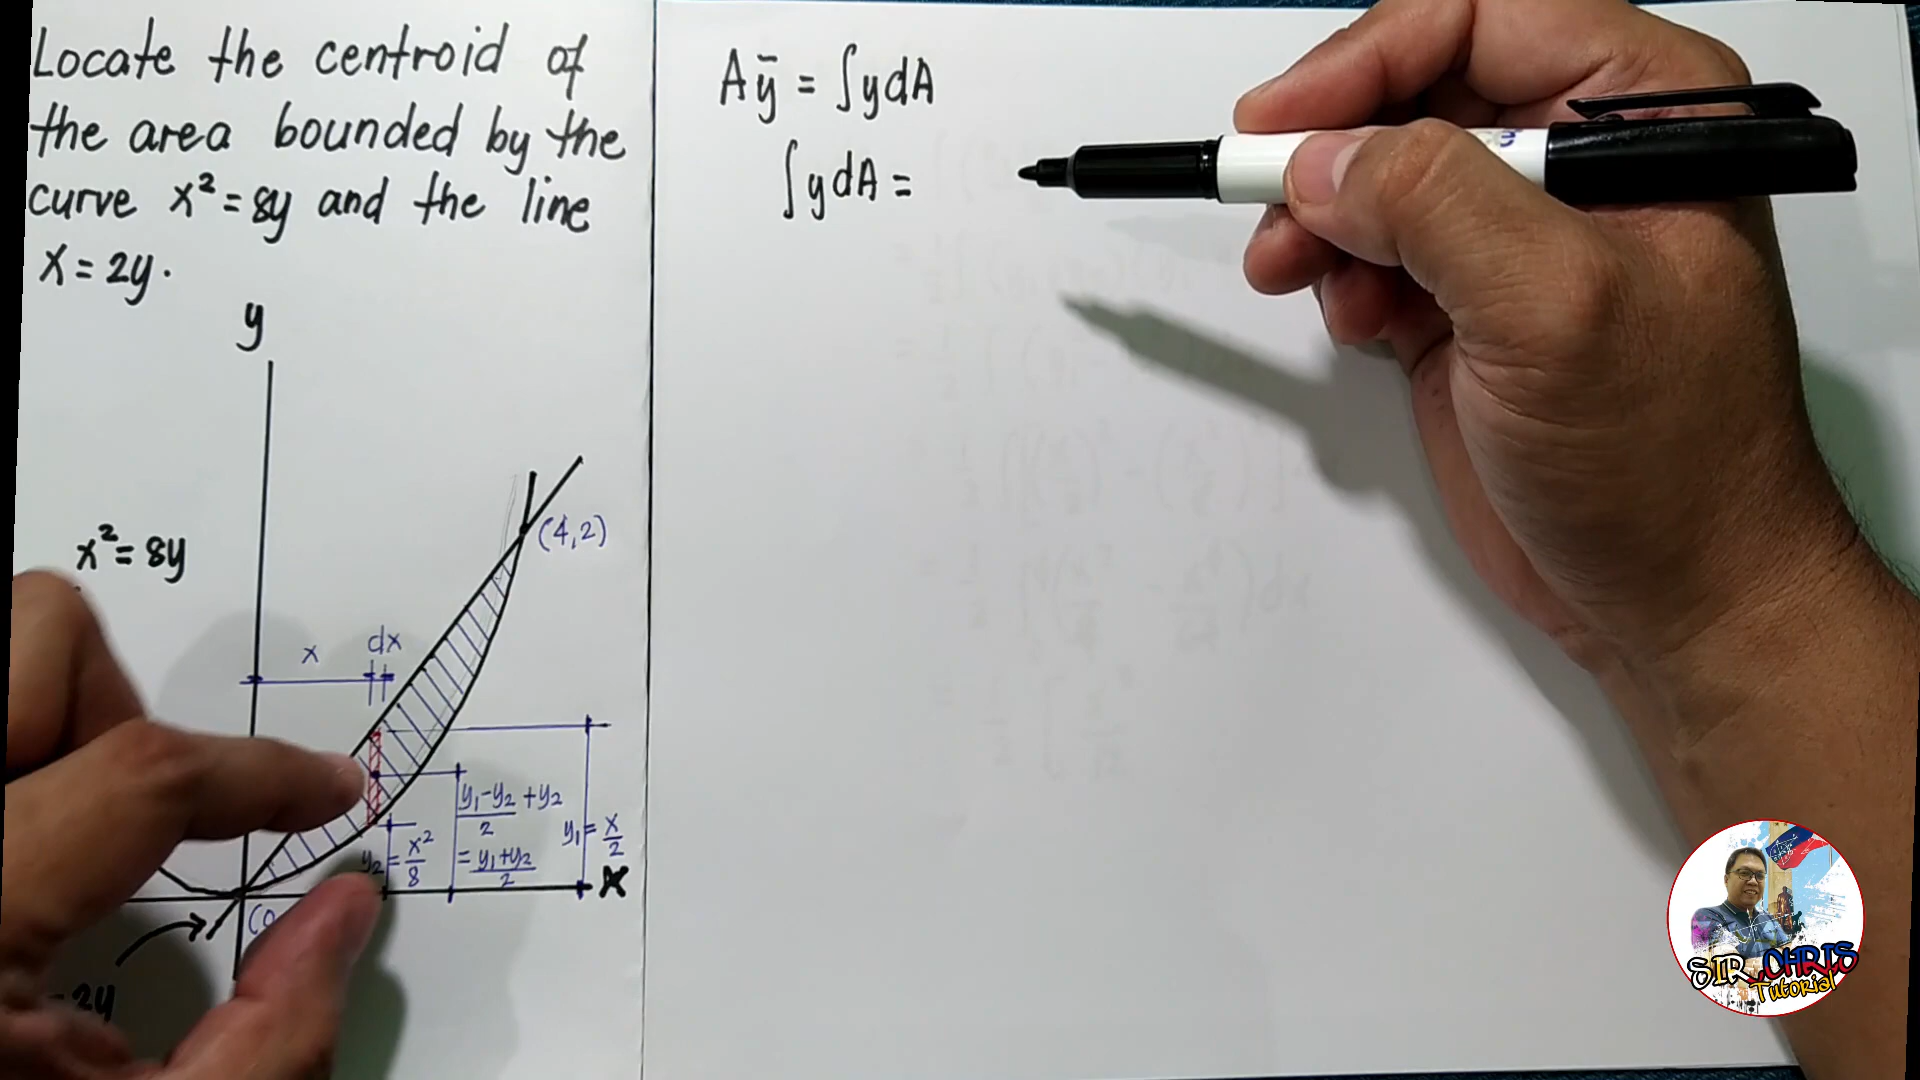 Locate the centroid of
the area bounded by the
curve x² = 8y and the line
x = 2y.
y
x² = 8y
x
dx
(4,2)
y₁-y₂/2 + y₂
= y₁+y₂/2
y₁ = x/2
y₂ = x²/8
x
(0
2y
Aȳ = ∫ydA
∫ydA =
SIR CHRIS
Tutorial